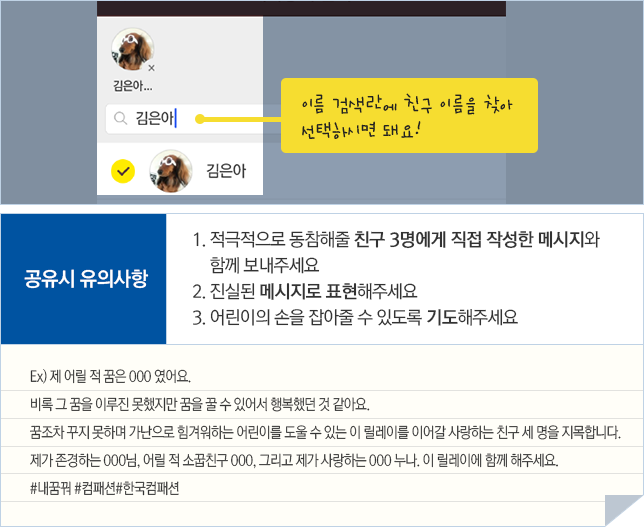 김은아...
김은아
이름 검색란에 친구 이름을 찾아
선택하시면 돼요!
김은아
공유시 유의사항
1. 적극적으로 동참해줄 친구 3명에게 직접 작성한 메시지와
함께 보내주세요
2. 진실된 메시지로 표현해주세요
3. 어린이의 손을 잡아줄 수 있도록 기도해주세요
Ex) 제 어릴 적 꿈은 000 였어요.
비록 그 꿈을 이루진 못했지만 꿈을 꿀 수 있어서 행복했던 것 같아요.
꿈조차 꾸지 못하며 가난으로 힘겨워하는 어린이를 도울 수 있는 이 릴레이를 이어갈 사랑하는 친구 세 명을 지목합니다.
제가 존경하는 000님, 어릴 적 소꿉친구 000, 그리고 제가 사랑하는 000 누나. 이 릴레이에 함께 해주세요.
#내꿈꿔 #컴패션#한국컴패션